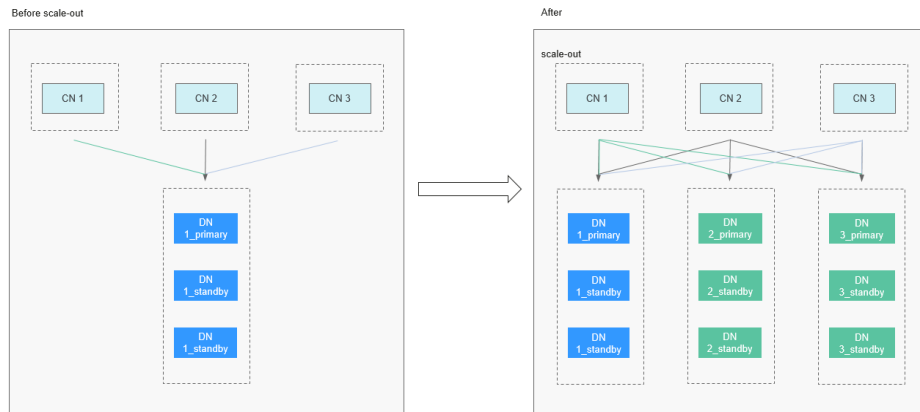 Before scale-out
CN 1
CN 2
CN 3
DN
1_primary
DN
1_standby
DN
1_standby
After
scale-out
CN 1
CN 2
CN 3
DN
1_primary
DN
2_primary
DN
3_primary
DN
1_standby
DN
2_standby
DN
3_standby
DN
1_standby
DN
2_standby
DN
3_standby